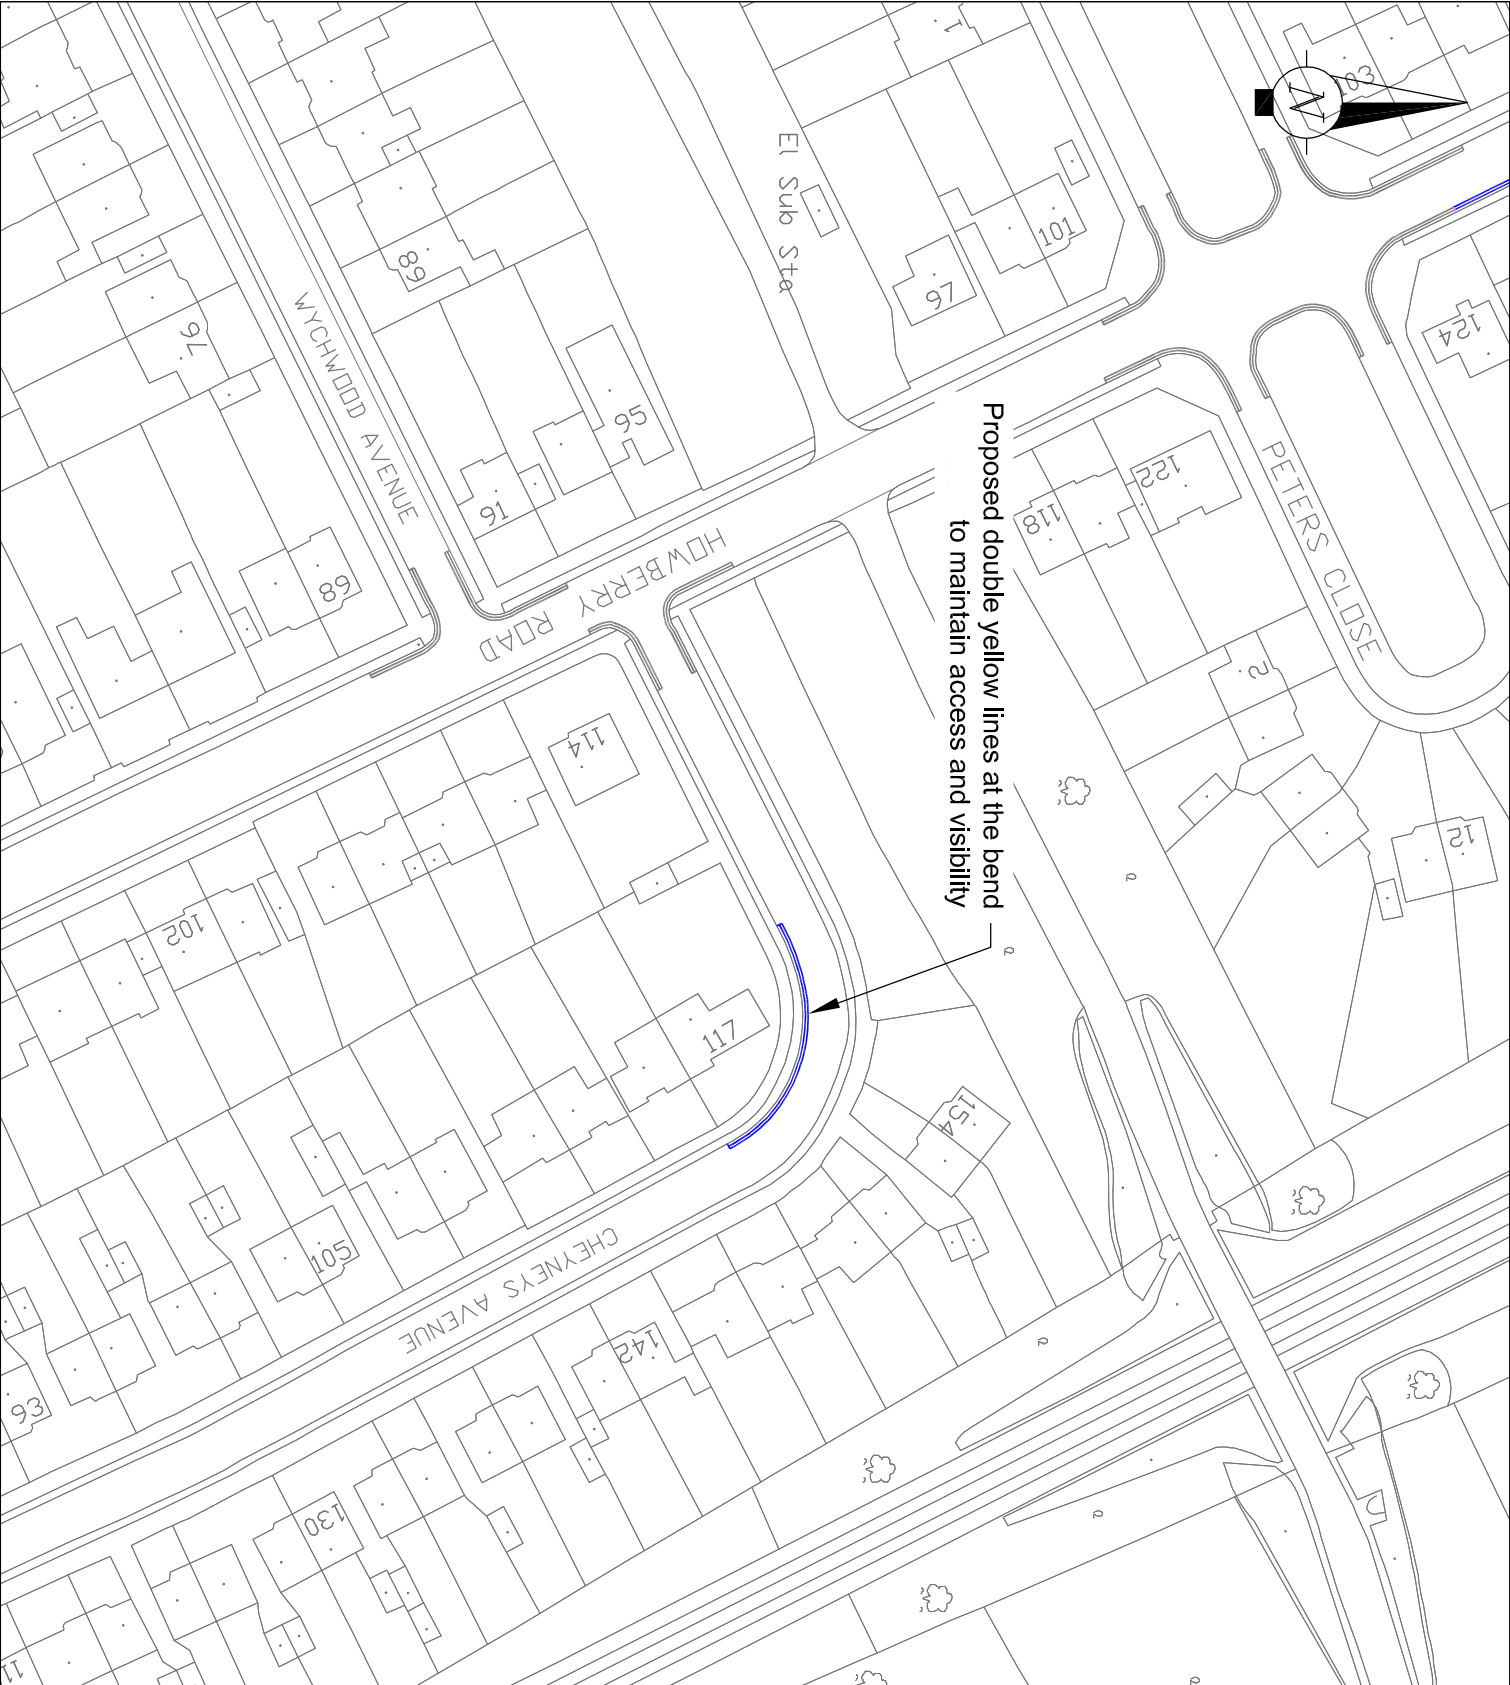 Proposed double yellow lines at the bend
to maintain access and visibility
N
103
1
El Sub Sta
101
97
124
PETERS CLOSE
122
118
2
12
89
95
91
WYCHWOOD AVENUE
76
89
HOWBERRY ROAD
114
102
117
154
105
CHEYNEYS AVENUE
142
93
130